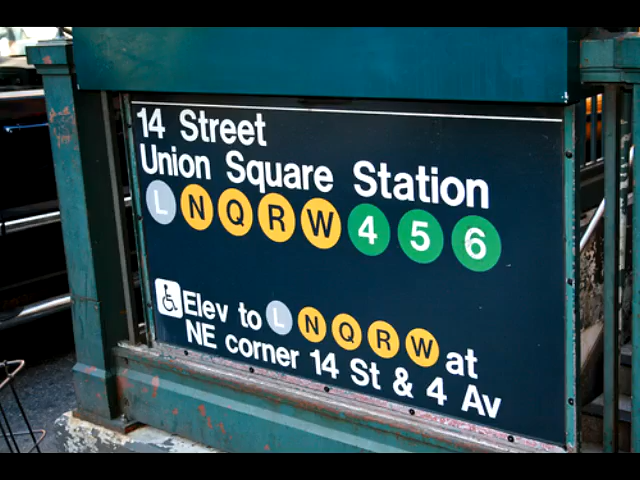 14 Street
Union Square Station
L N Q R W 4 5 6
Elev to L N Q R W at
NE corner 14 St & 4 Av